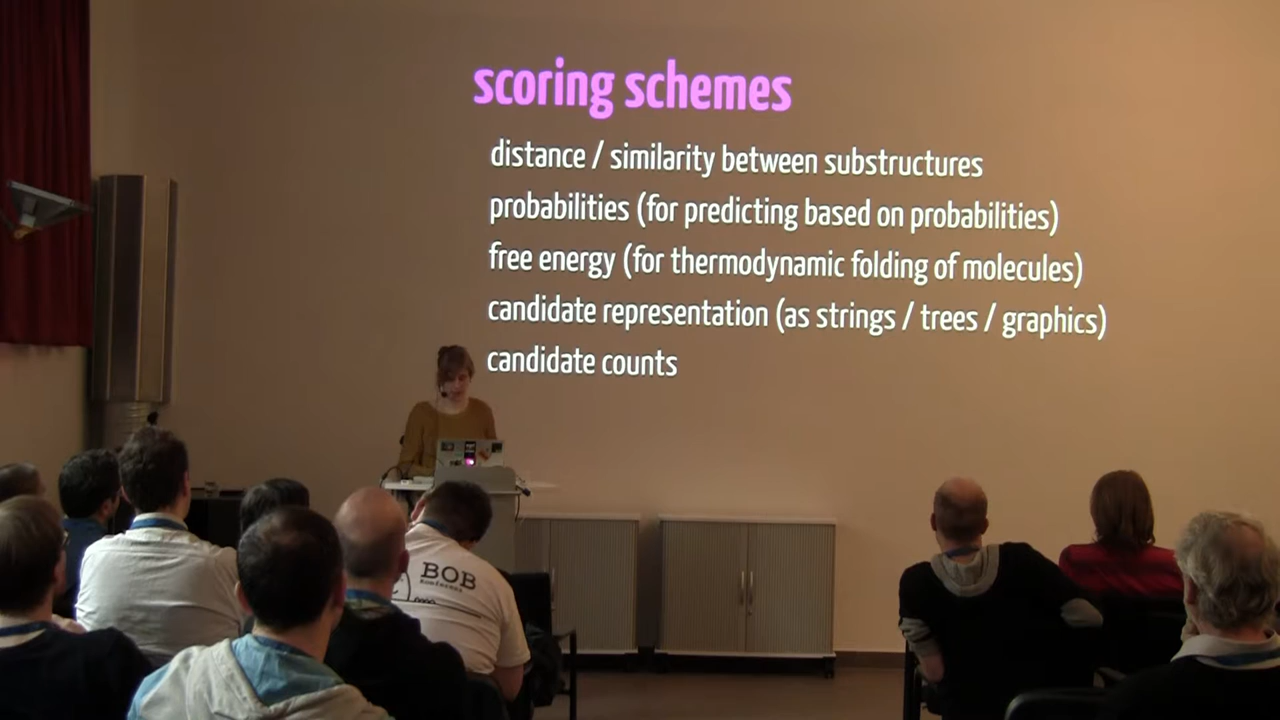 scoring schemes
distance / similarity between substructures
probabilities (for predicting based on probabilities)
free energy (for thermodynamic folding of molecules)
candidate representation (as strings / trees / graphics)
candidate counts
BOB
Konferenz